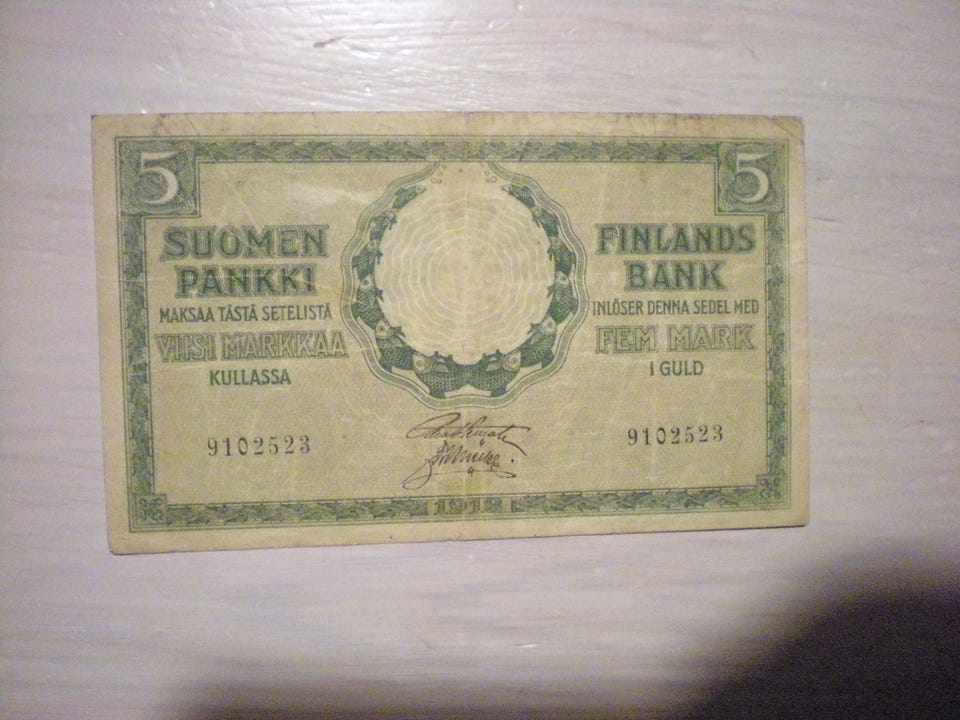 5
5
SUOMEN
PANKKI
MAKSAA TÄSTÄ SETELISTÄ
VIISI MARKKAA
KULLASSA
FINLANDS
BANK
INLÖSER DENNA SEDEL MED
FEM MARK
I GULD
9102523
9102523